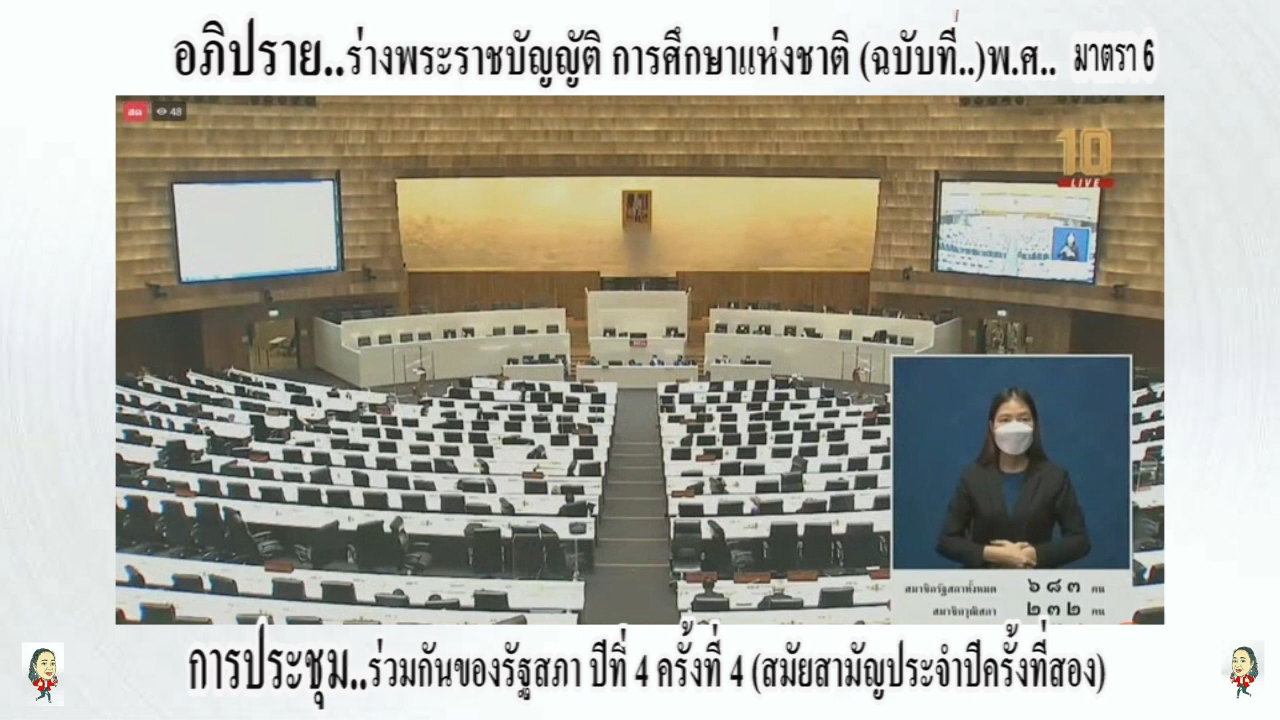 อภิปราย..ร่างพระราชบัญญัติ การศึกษาแห่งชาติ (ฉบับที่..)พ.ศ.. มาตรา 6
สด 48
10
LIVE
สมาชิกรัฐสภาทั้งหมด ๖๘๓ คน
สมาชิกวุฒิสภา ๒๓๒ คน
การประชุม..ร่วมกันของรัฐสภา ปีที่ 4 ครั้งที่ 4 (สมัยสามัญประจำปีครั้งที่สอง)